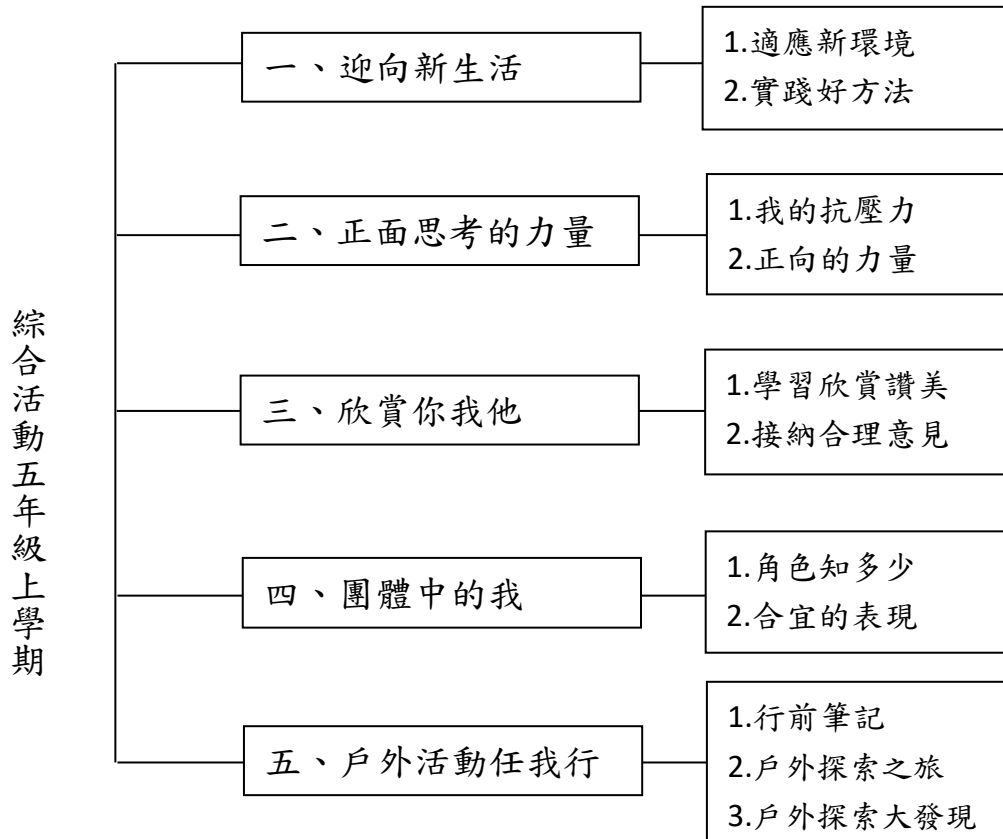 綜合活動五年級上學期
一、迎向新生活
1.適應新環境
2.實踐好方法
二、正面思考的力量
1.我的抗壓力
2.正向的力量
三、欣賞你我他
1.學習欣賞讚美
2.接納合理意見
四、團體中的我
1.角色知多少
2.合宜的表現
五、戶外活動任我行
1.行前筆記
2.戶外探索之旅
3.戶外探索大發現